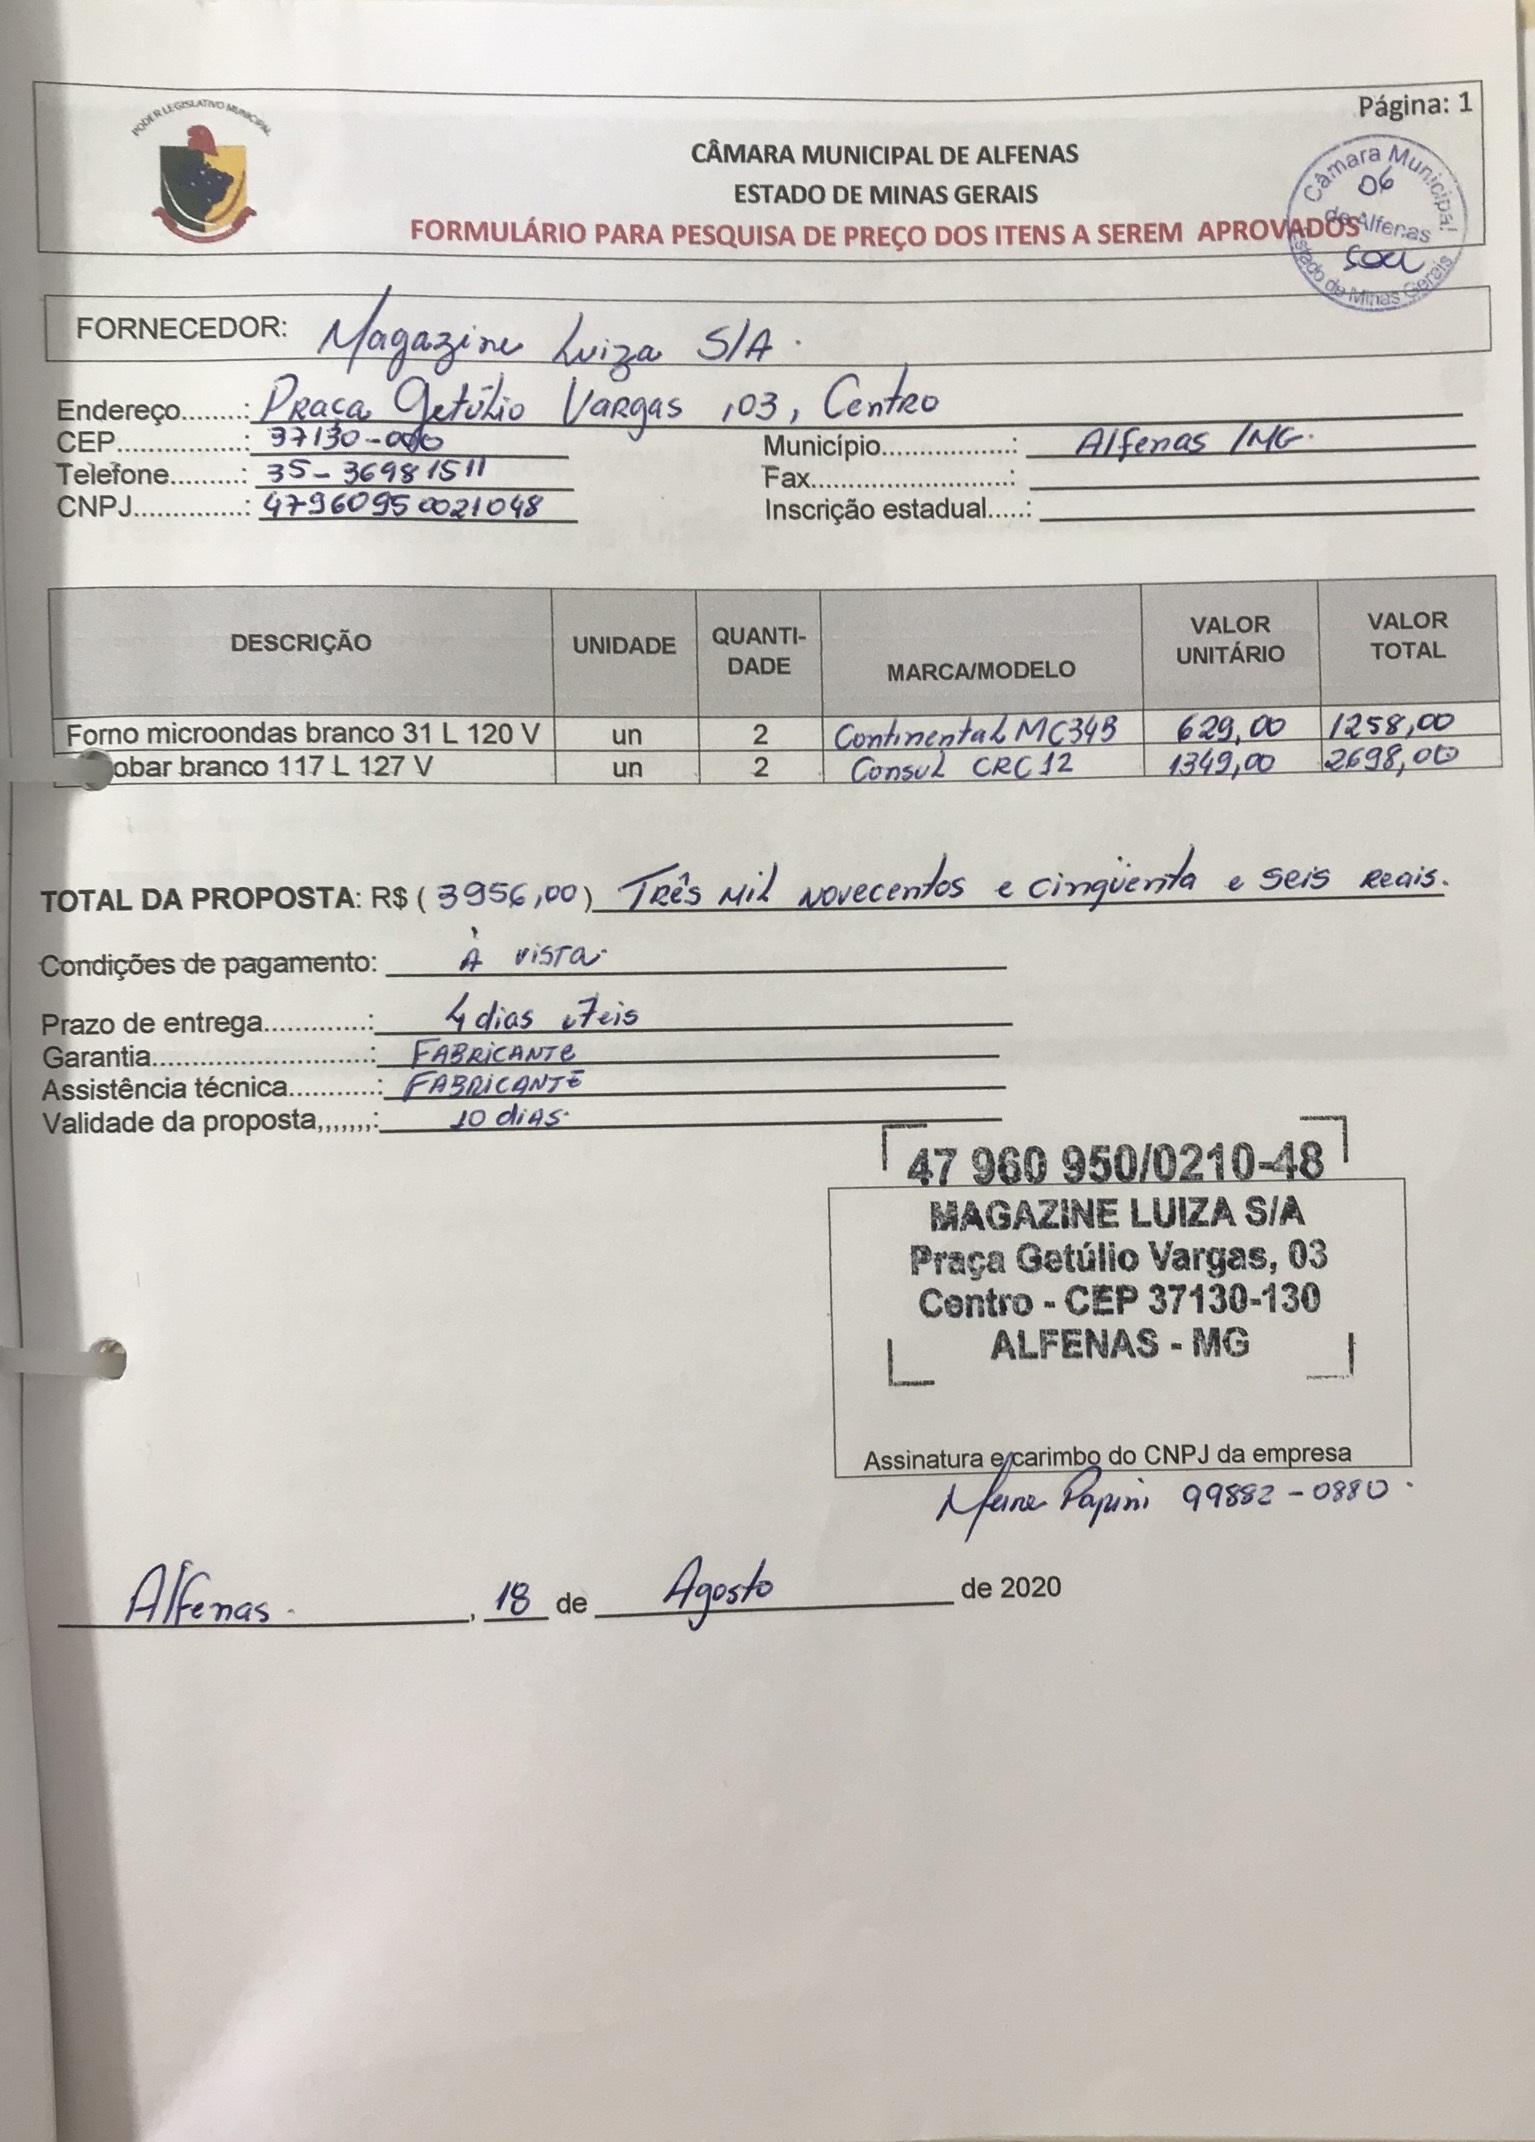 Página: 1
PODER LEGISLATIVO MUNICIPAL
CÂMARA MUNICIPAL DE ALFENAS
ESTADO DE MINAS GERAIS
FORMULÁRIO PARA PESQUISA DE PREÇO DOS ITENS A SEREM APROVADOS
Câmara Municipal
06
de Alfenas
Estado de Minas Gerais
FORNECEDOR: Magazine Luiza S/A.
Endereço........: Praça Getúlio Vargas, 03, Centro
CEP................: 37130-000 Município..................: Alfenas/MG.
Telefone.........: 35-36981511 Fax.............................:
CNPJ..............: 47960950021048 Inscrição estadual.....:
DESCRIÇÃO UNIDADE QUANTI-DADE MARCA/MODELO VALOR UNITÁRIO VALOR TOTAL
Forno microondas branco 31 L 120 V un 2 Continental MC34B 629,00 1258,00
obar branco 117 L 127 V un 2 Consul CRC12 1349,00 2698,00
TOTAL DA PROPOSTA: R$ (3956,00) Três mil novecentos e cinqüenta e seis reais.
Condições de pagamento: À vista.
Prazo de entrega.............: 4 dias úteis
Garantia...........................: FABRICANTE
Assistência técnica...........: FABRICANTE
Validade da proposta,,,,,,,: 10 dias.
47 960 950/0210-48
MAGAZINE LUIZA S/A
Praça Getúlio Vargas, 03
Centro - CEP 37130-130
ALFENAS - MG
Assinatura e carimbo do CNPJ da empresa
Papini 99882-0880.
Alfenas., 18 de Agosto de 2020